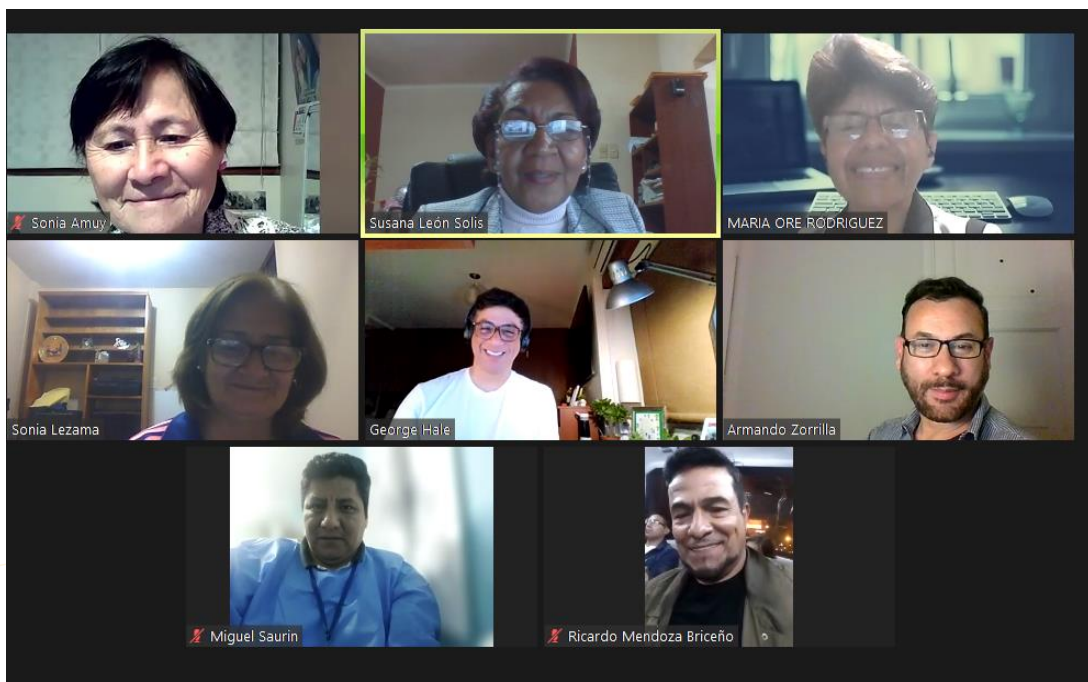 Sonia Amuy
Susana León Solis
MARIA ORE RODRIGUEZ
Sonia Lezama
George Hale
Armando Zorrilla
Miguel Saurin
Ricardo Mendoza Briceño